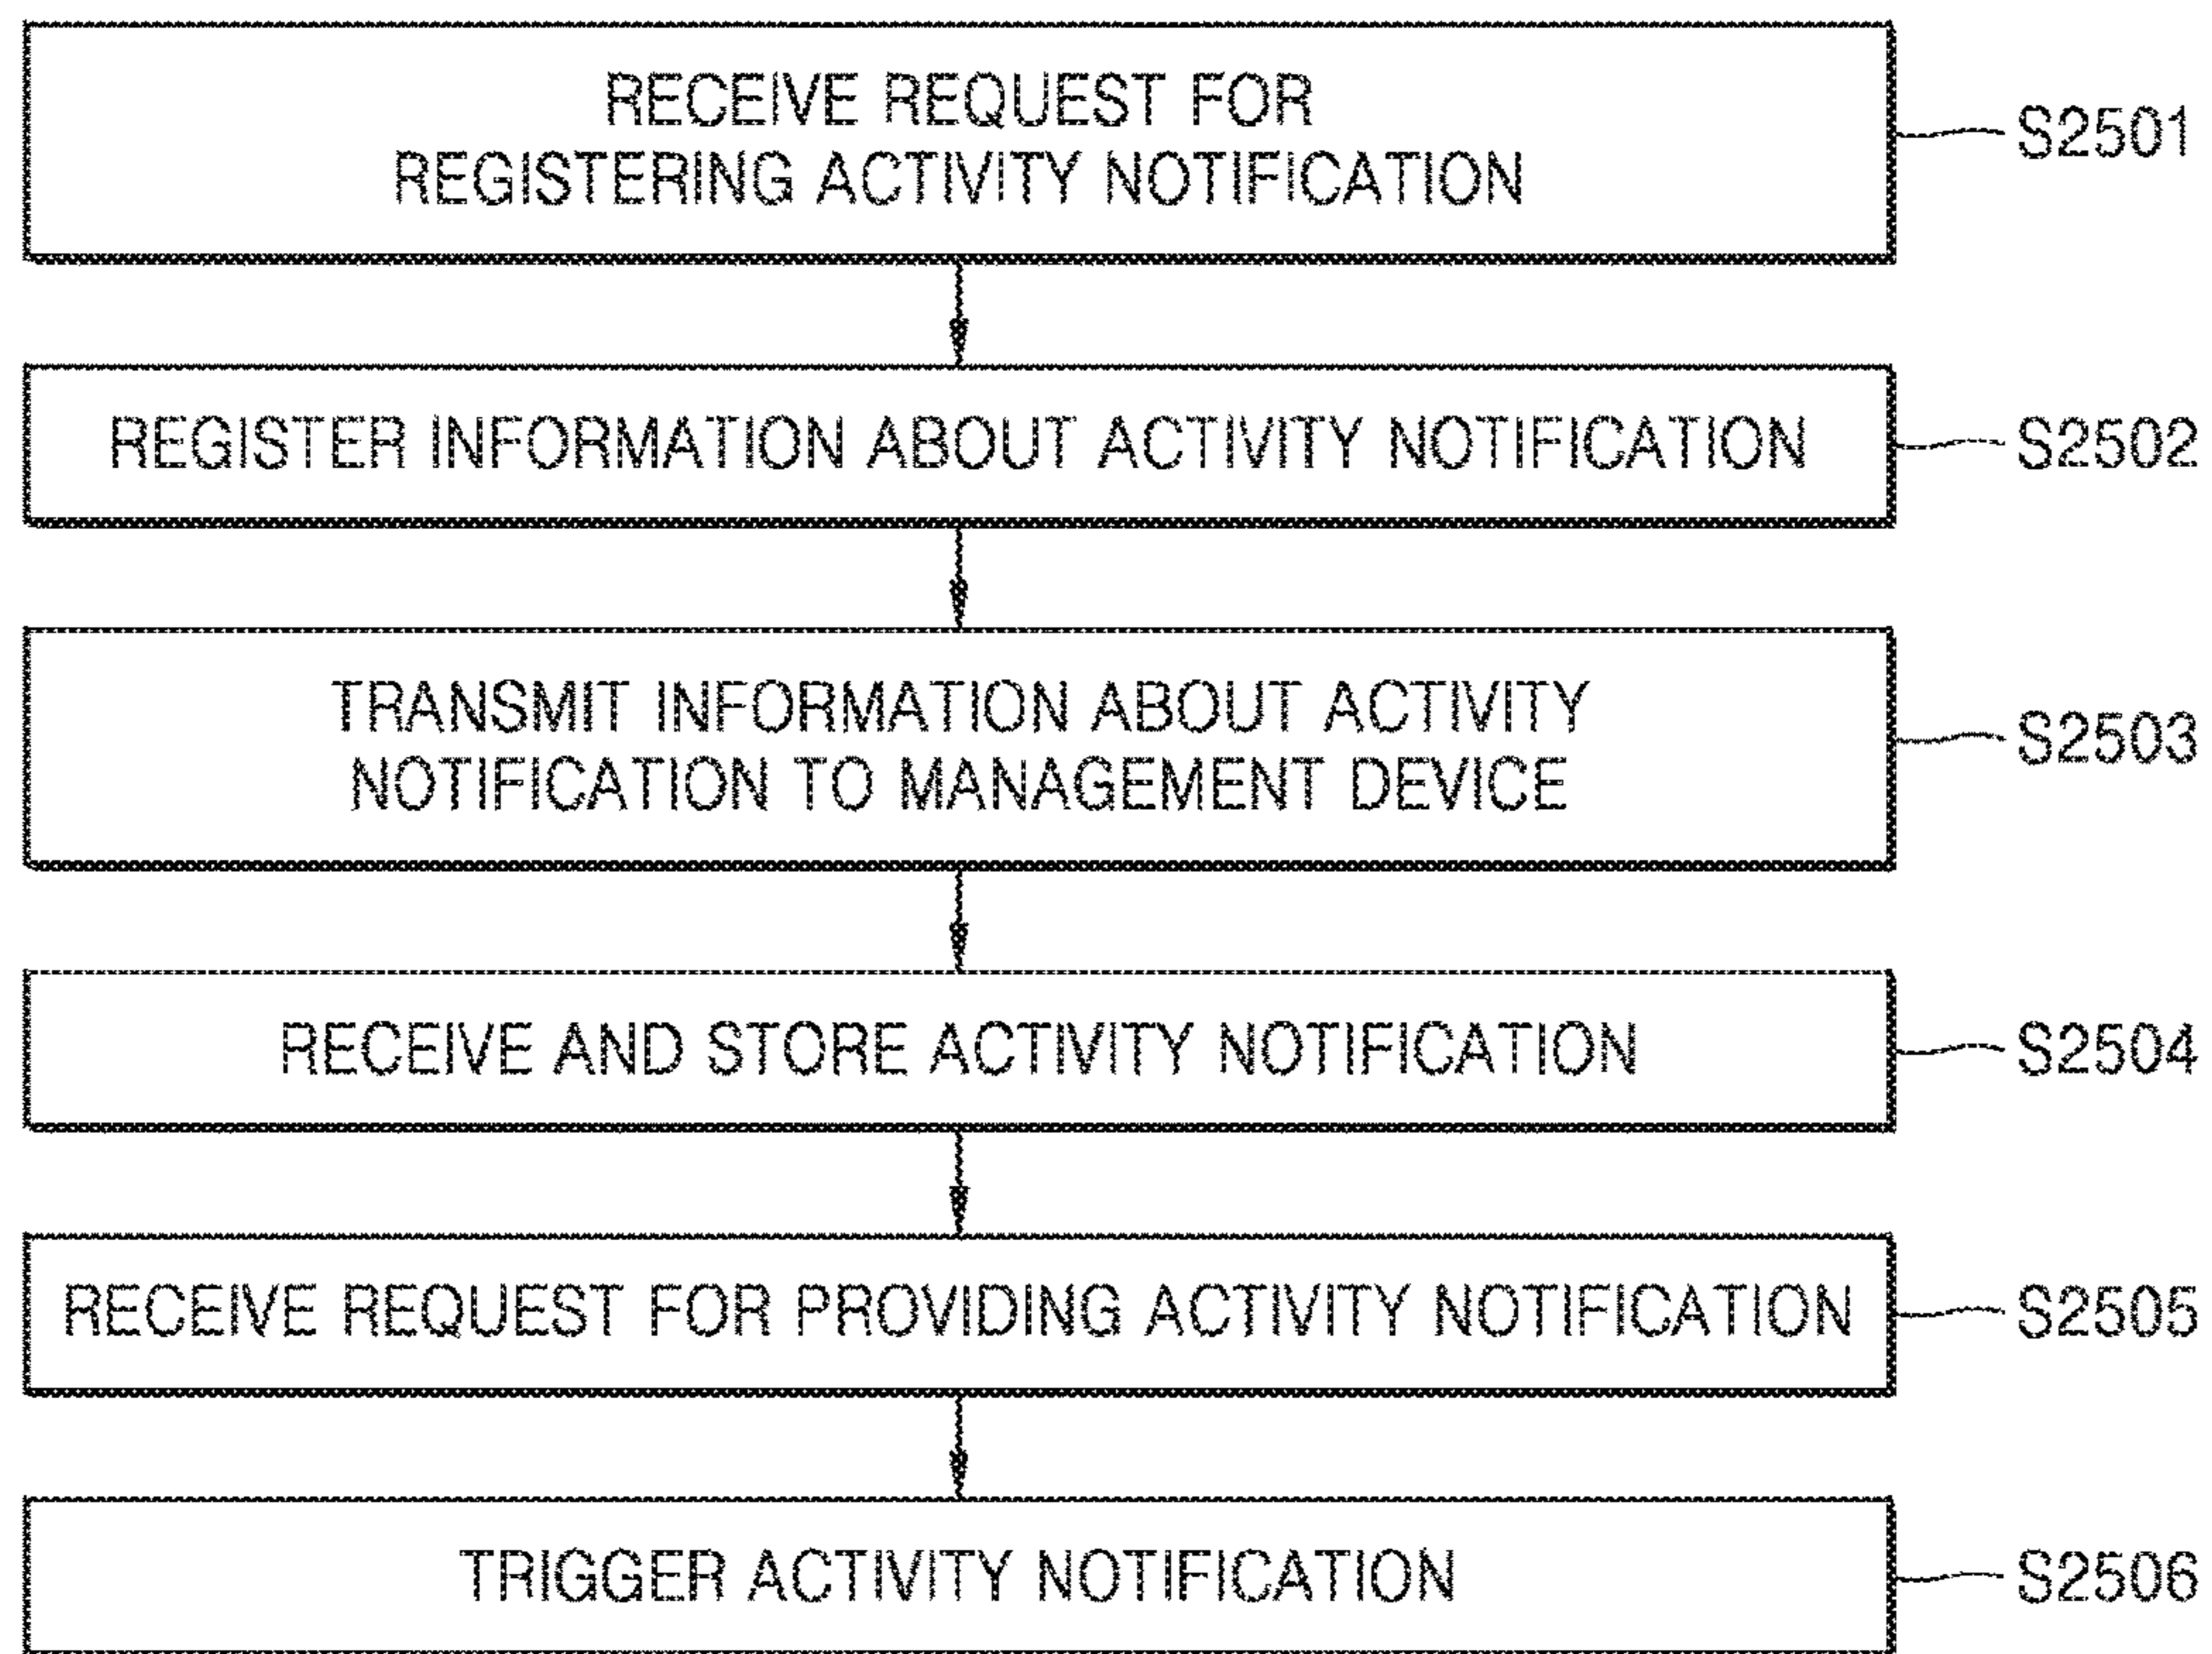 RECEIVE REQUEST FOR
REGISTERING ACTIVITY NOTIFICATION
S2501
REGISTER INFORMATION ABOUT ACTIVITY NOTIFICATION
S2502
TRANSMIT INFORMATION ABOUT ACTIVITY
NOTIFICATION TO MANAGEMENT DEVICE
S2503
RECEIVE AND STORE ACTIVITY NOTIFICATION
S2504
RECEIVE REQUEST FOR PROVIDING ACTIVITY NOTIFICATION
S2505
TRIGGER ACTIVITY NOTIFICATION
S2506